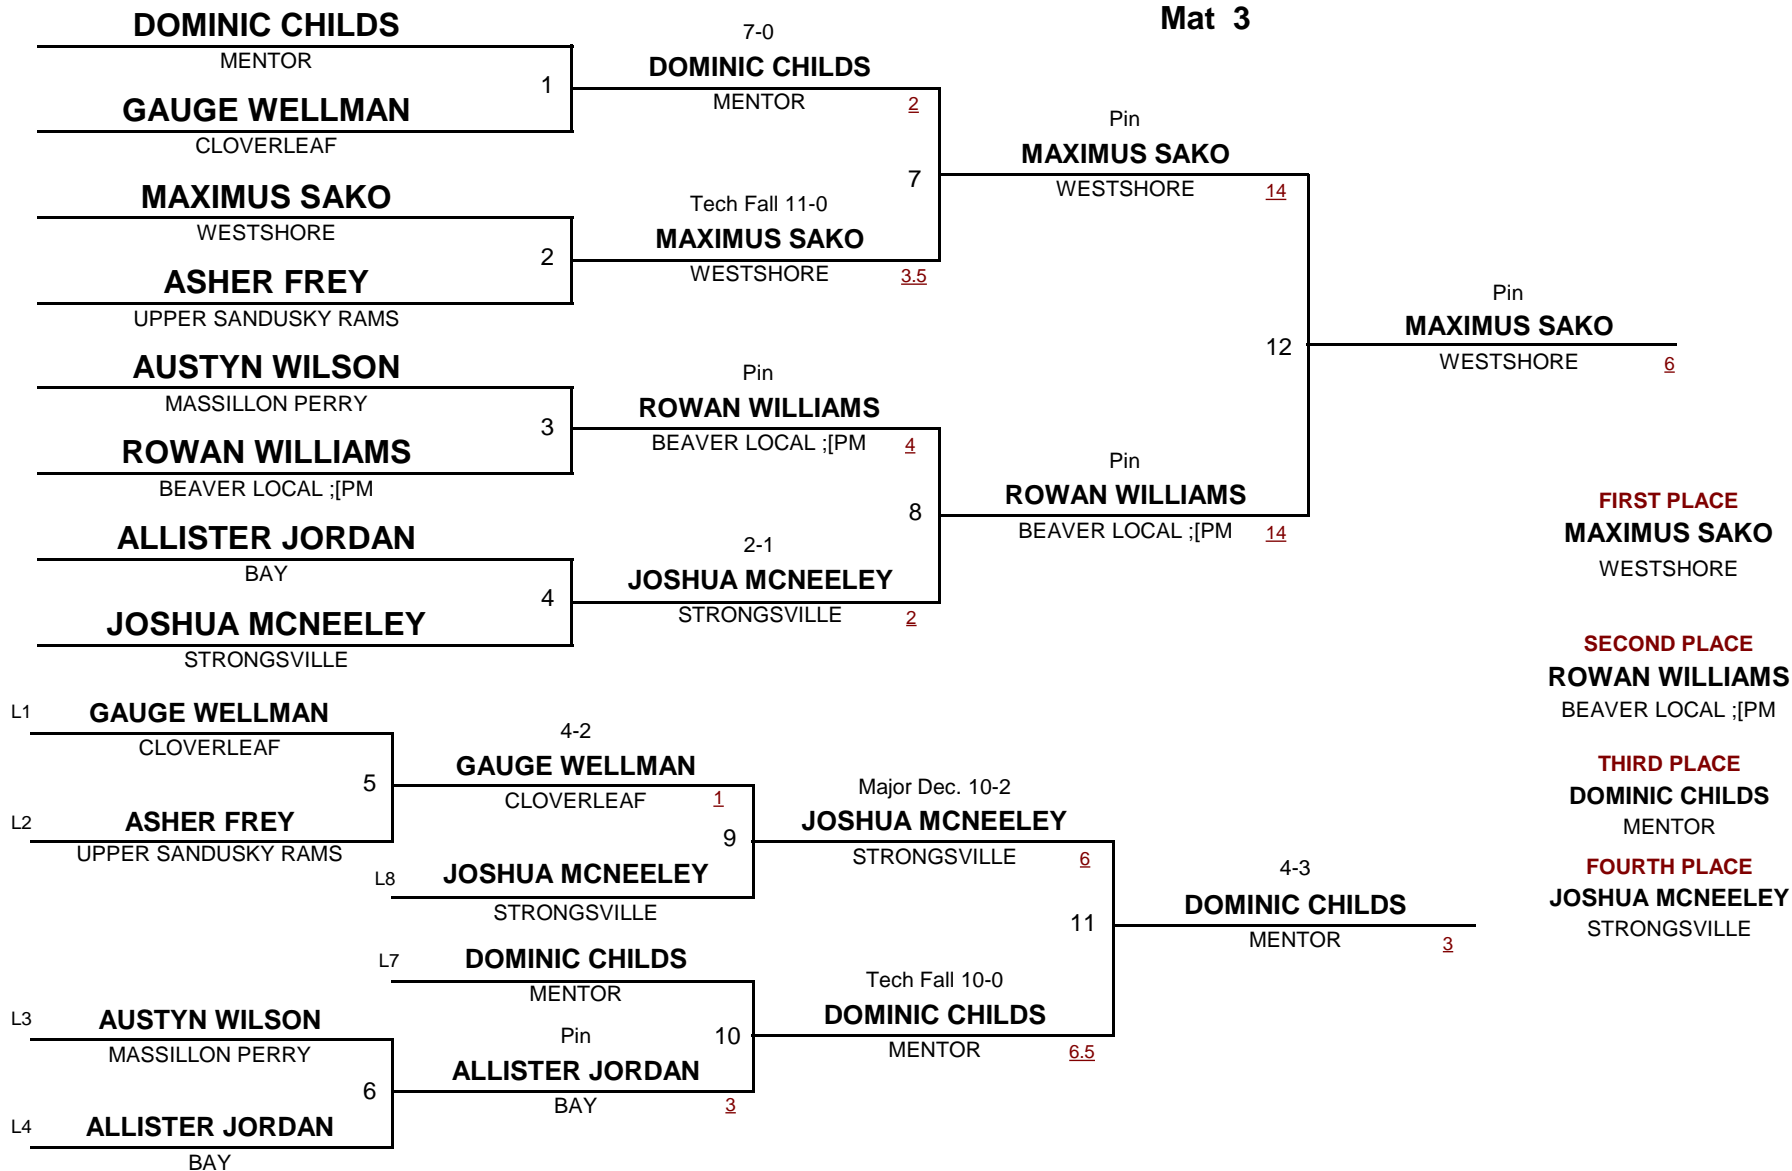 Mat 3
DOMINIC CHILDS
MENTOR
1
GAUGE WELLMAN
CLOVERLEAF
MAXIMUS SAKO
WESTSHORE
2
ASHER FREY
UPPER SANDUSKY RAMS
AUSTYN WILSON
MASSILLON PERRY
3
ROWAN WILLIAMS
BEAVER LOCAL ;[PM
ALLISTER JORDAN
BAY
4
JOSHUA MCNEELEY
STRONGSVILLE
7-0
DOMINIC CHILDS
MENTOR 2
7
Tech Fall 11-0
MAXIMUS SAKO
WESTSHORE 3.5
Pin
ROWAN WILLIAMS
BEAVER LOCAL ;[PM 4
8
2-1
JOSHUA MCNEELEY
STRONGSVILLE 2
Pin
MAXIMUS SAKO
WESTSHORE 14
12
Pin
ROWAN WILLIAMS
BEAVER LOCAL ;[PM 14
Pin
MAXIMUS SAKO
WESTSHORE 6
L1 GAUGE WELLMAN
CLOVERLEAF
5
L2 ASHER FREY
UPPER SANDUSKY RAMS
L3 AUSTYN WILSON
MASSILLON PERRY
6
L4 ALLISTER JORDAN
BAY
4-2
GAUGE WELLMAN
CLOVERLEAF 1
9
L8 JOSHUA MCNEELEY
STRONGSVILLE
L7 DOMINIC CHILDS
MENTOR
10
Pin
ALLISTER JORDAN
BAY 3
Major Dec. 10-2
JOSHUA MCNEELEY
STRONGSVILLE 6
11
Tech Fall 10-0
DOMINIC CHILDS
MENTOR 6.5
4-3
DOMINIC CHILDS
MENTOR 3
FIRST PLACE
MAXIMUS SAKO
WESTSHORE
SECOND PLACE
ROWAN WILLIAMS
BEAVER LOCAL ;[PM
THIRD PLACE
DOMINIC CHILDS
MENTOR
FOURTH PLACE
JOSHUA MCNEELEY
STRONGSVILLE